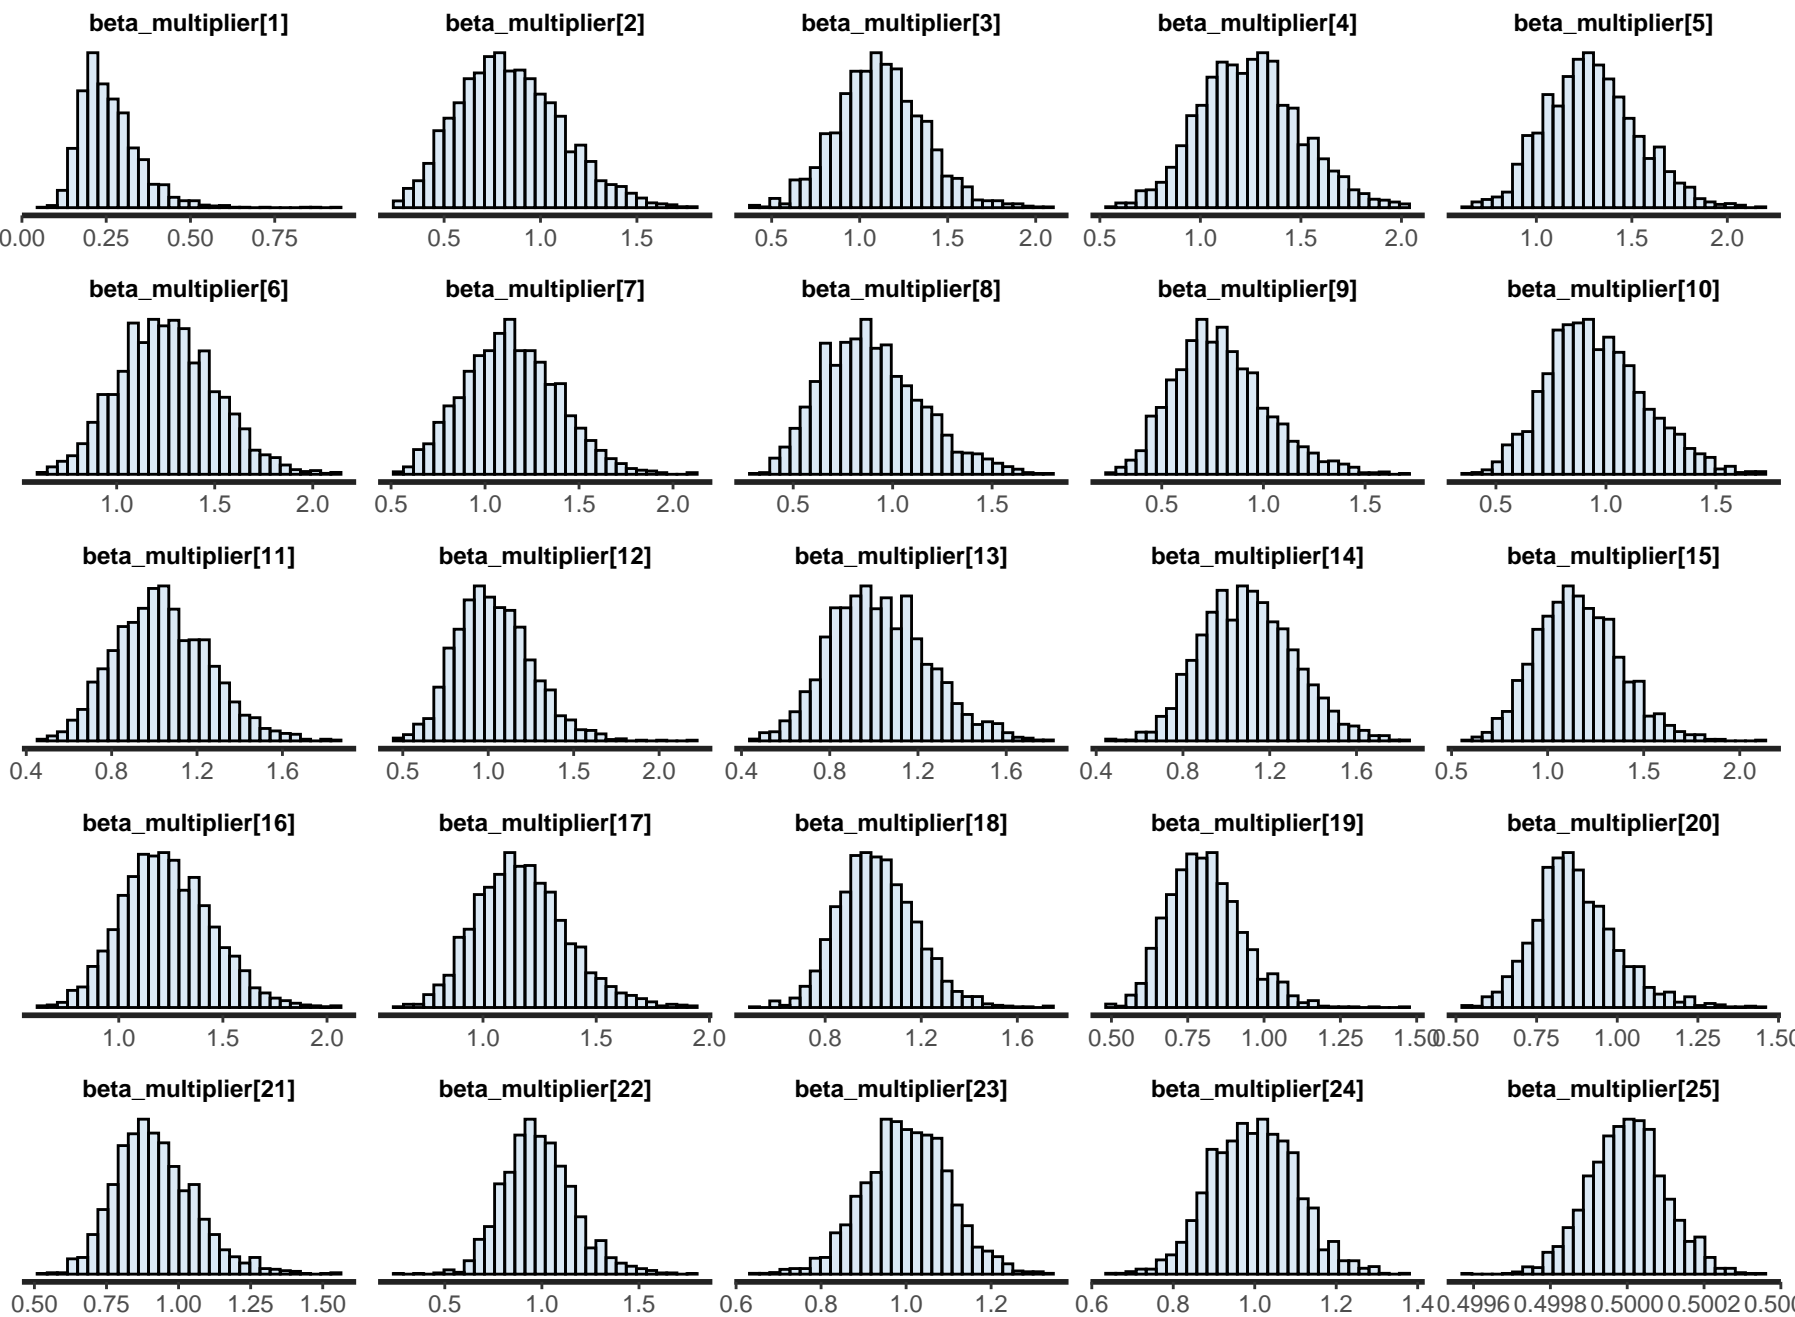 beta_multiplier[1] beta_multiplier[2] beta_multiplier[3] beta_multiplier[4] beta_multiplier[5]
0.00 0.25 0.50 0.75 0.5 1.0 1.5 0.5 1.0 1.5 2.0 0.5 1.0 1.5 2.0 1.0 1.5 2.0
beta_multiplier[6] beta_multiplier[7] beta_multiplier[8] beta_multiplier[9] beta_multiplier[10]
1.0 1.5 2.0 0.5 1.0 1.5 2.0 0.5 1.0 1.5 0.5 1.0 1.5 0.5 1.0 1.5
beta_multiplier[11] beta_multiplier[12] beta_multiplier[13] beta_multiplier[14] beta_multiplier[15]
0.4 0.8 1.2 1.6 0.5 1.0 1.5 2.0 0.4 0.8 1.2 1.6 0.4 0.8 1.2 1.6 0.5 1.0 1.5 2.0
beta_multiplier[16] beta_multiplier[17] beta_multiplier[18] beta_multiplier[19] beta_multiplier[20]
1.0 1.5 2.0 1.0 1.5 2.0 0.8 1.2 1.6 0.50 0.75 1.00 1.25 1.50 0.50 0.75 1.00 1.25
beta_multiplier[21] beta_multiplier[22] beta_multiplier[23] beta_multiplier[24] beta_multiplier[25]
0.50 0.75 1.00 1.25 1.50 0.5 1.0 1.5 0.6 0.8 1.0 1.2 0.6 0.8 1.0 1.2 1.4 0.4996 0.4998 0.5000 0.5002